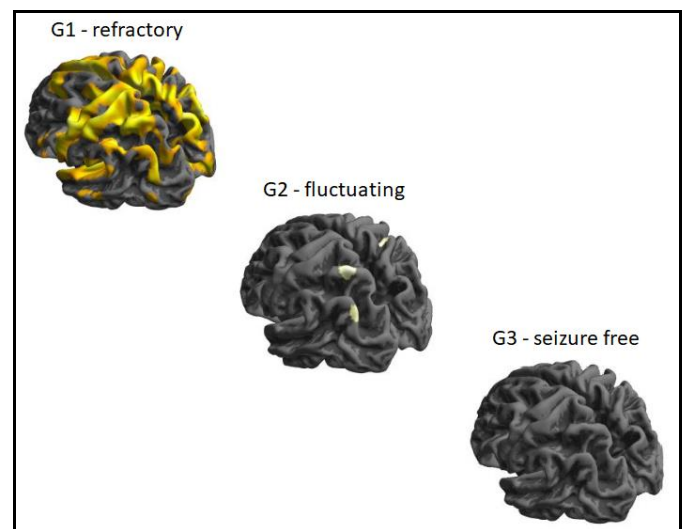 G1 - refractory
G2 - fluctuating
G3 - seizure free